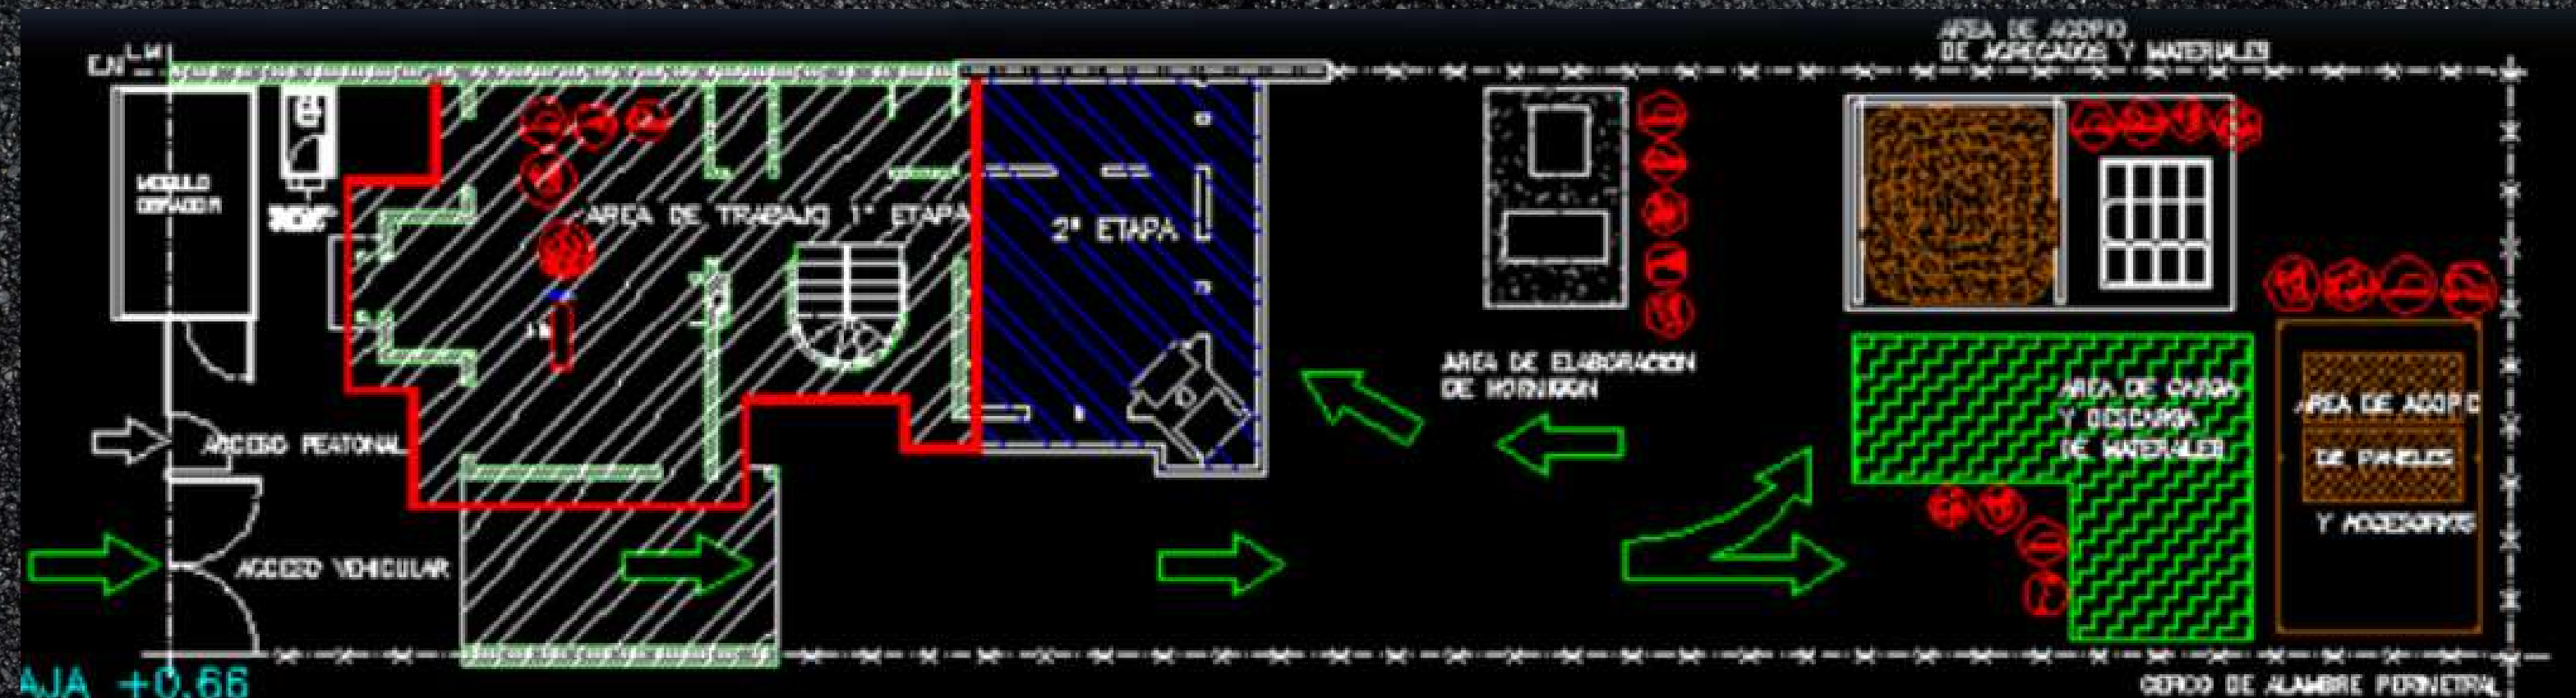 AREA DE ACOPIO
DE AGREGADOS Y MATERIALES
MODULO
OBRADOR
AREA DE TRABAJO 1° ETAPA
2° ETAPA
AREA DE ELABORACION
DE HORMIGON
AREA DE CARGA
Y DESCARGA
DE MATERIALES
AREA DE ACOPIO
DE PANELES
Y ACCESORIOS
ACCESO PEATONAL
ACCESO VEHICULAR
AJA +0.66
CERCO DE ALAMBRE PERIMETRAL